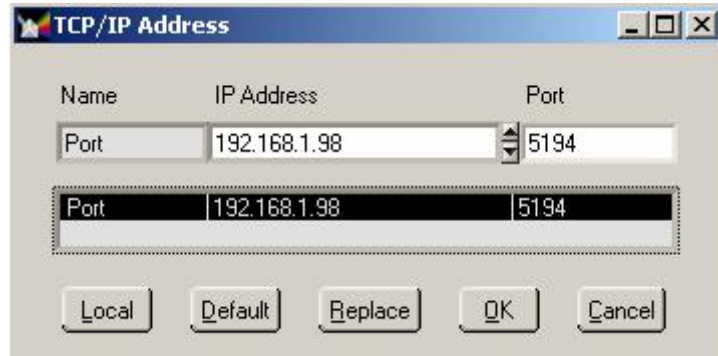 TCP/IP Address
Name IP Address Port
Port 192.168.1.98 5194
Port 192.168.1.98 5194
Local Default Replace OK Cancel